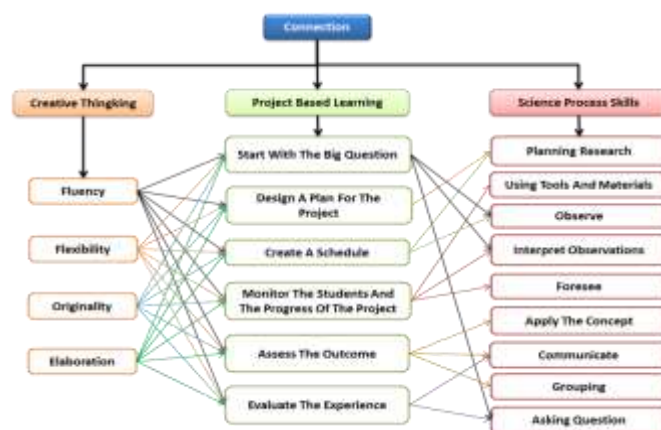 Connection
Creative Thingking
Project Based Learning
Science Process Skills
Fluency
Flexibility
Originality
Elaboration
Start With The Big Question
Design A Plan For The
Project
Create A Schedule
Monitor The Students And
The Progress Of The Project
Assess The Outcome
Evaluate The Experience
Planning Research
Using Tools And Materials
Observe
Interpret Observations
Foresee
Apply The Concept
Communicate
Grouping
Asking Question